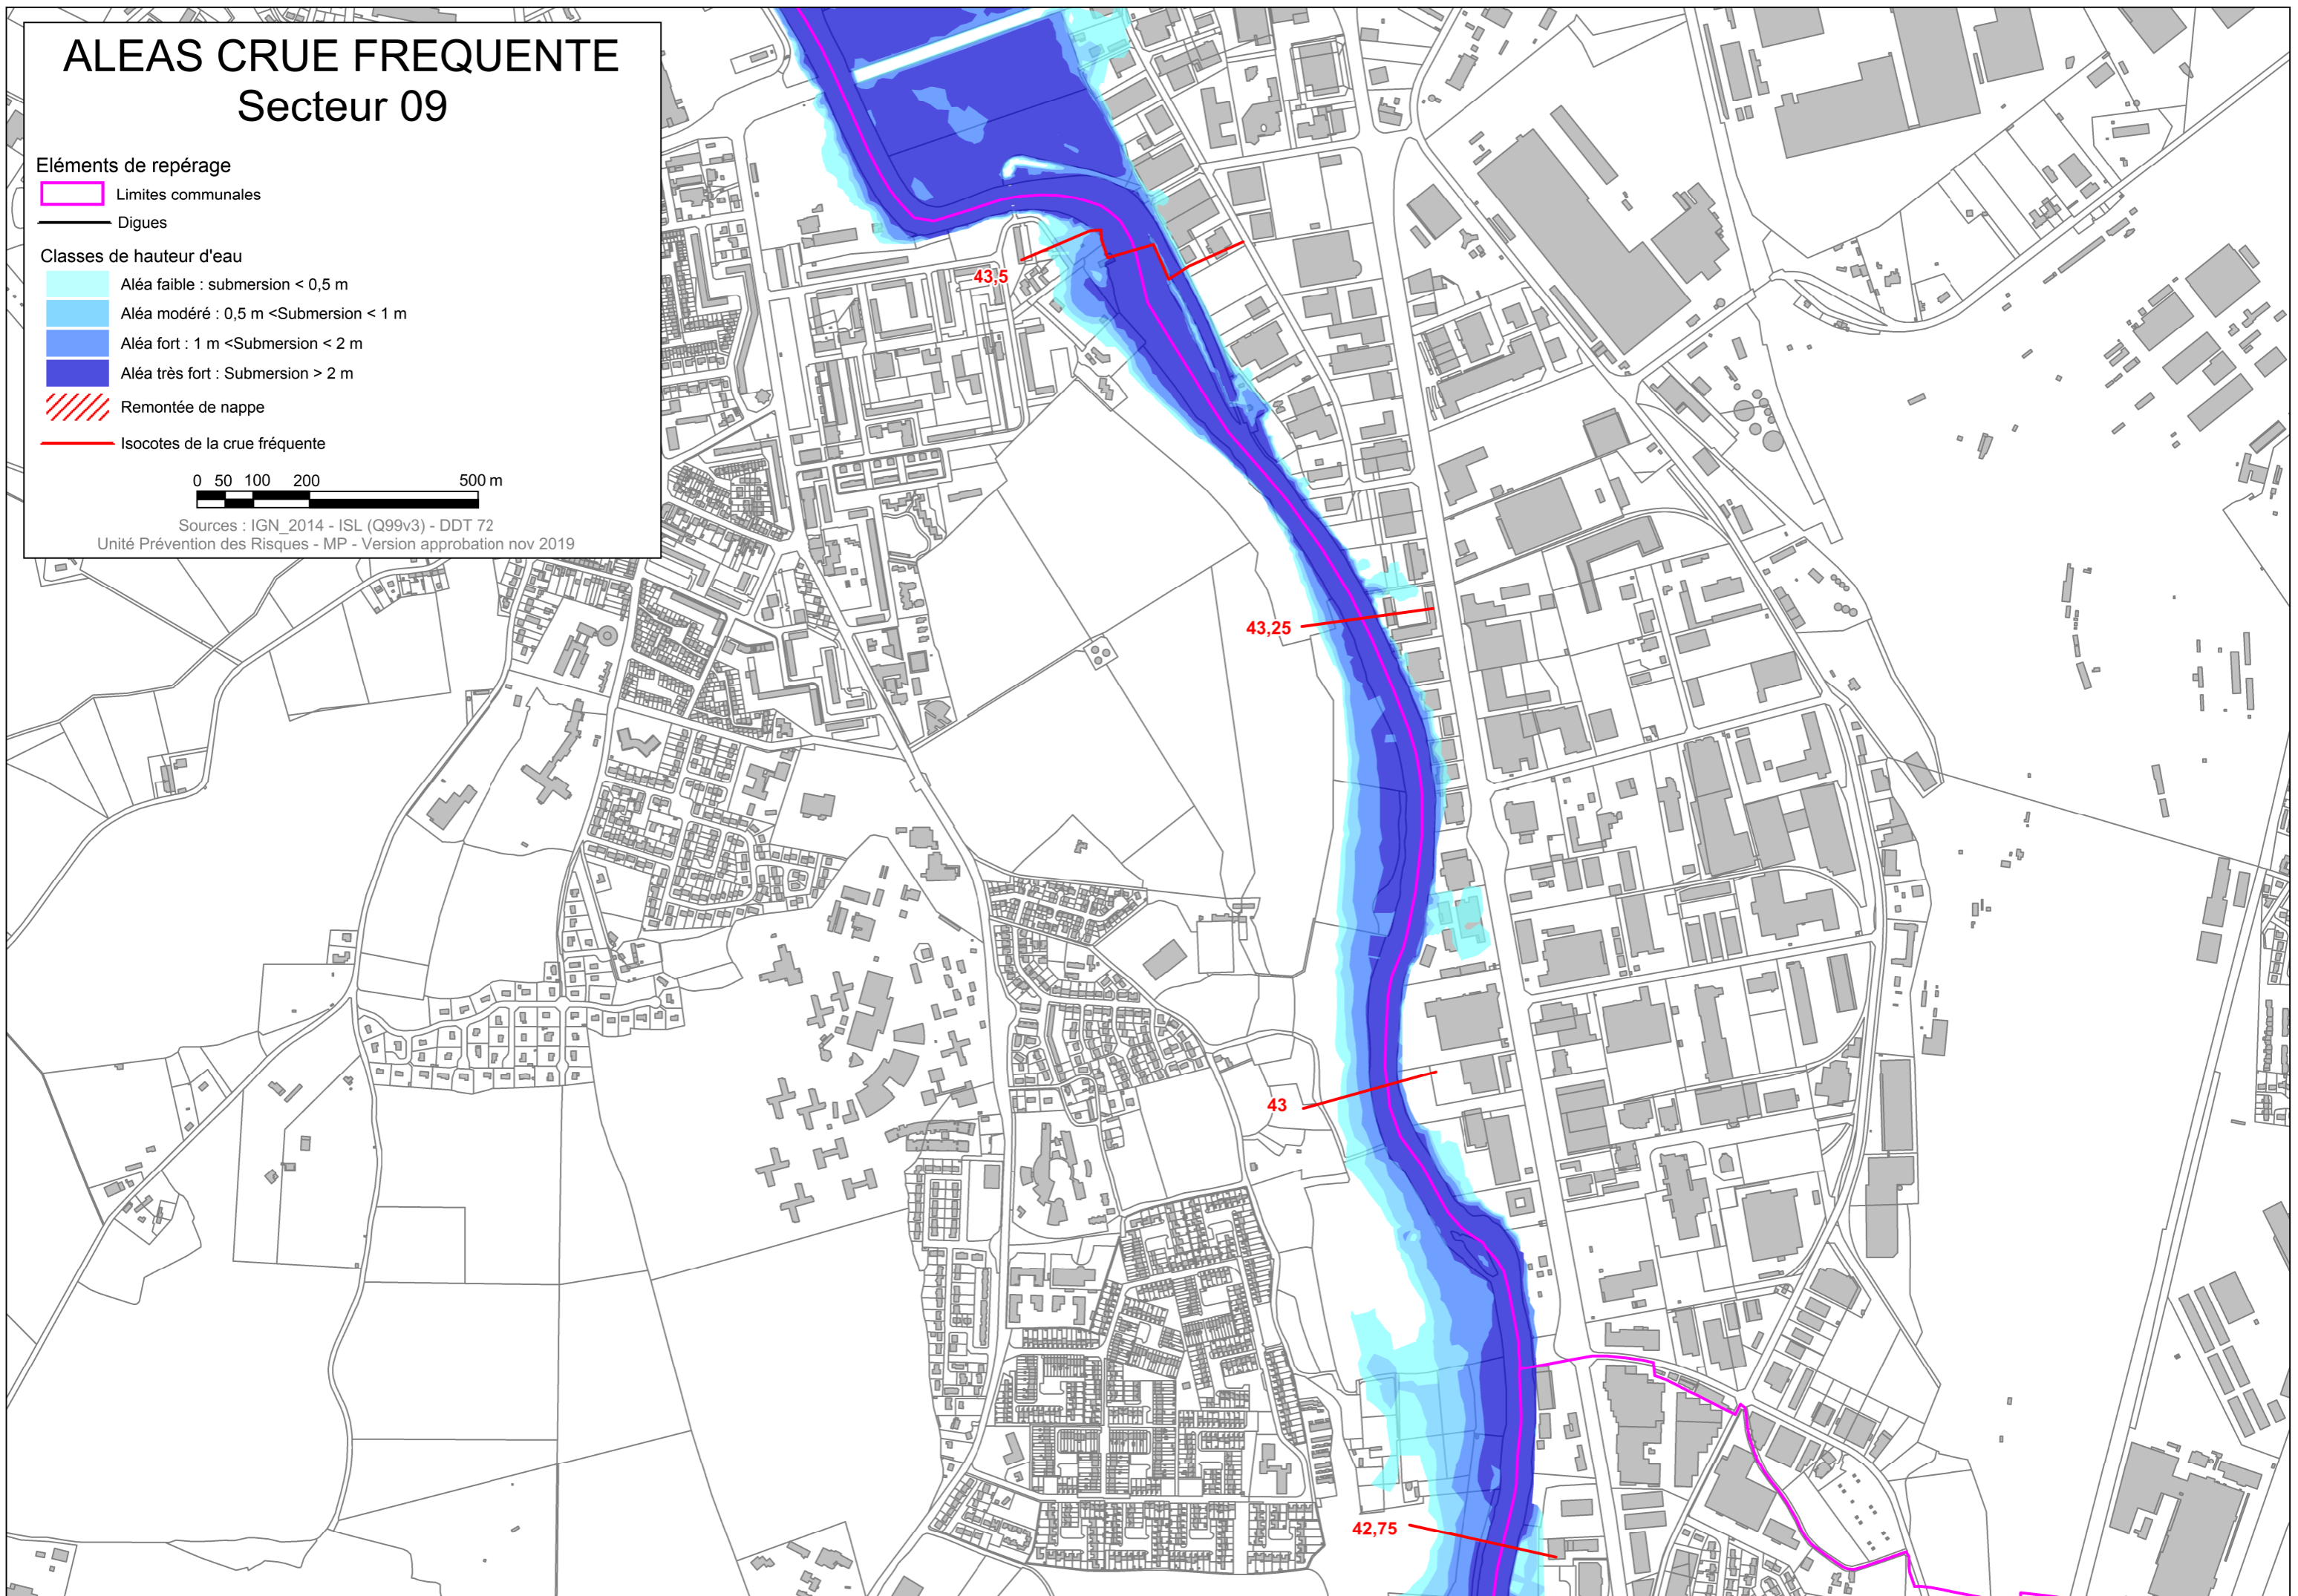 ALEAS CRUE FREQUENTE
Secteur 09
Eléments de repérage
Limites communales
Digues
Classes de hauteur d'eau
Aléa faible : submersion < 0,5 m
Aléa modéré : 0,5 m <Submersion < 1 m
Aléa fort : 1 m <Submersion < 2 m
Aléa très fort : Submersion > 2 m
Remontée de nappe
Isocotes de la crue fréquente
0 50 100 200 500 m
Sources : IGN_2014 - ISL (Q99v3) - DDT 72
Unité Prévention des Risques - MP - Version approbation nov 2019
43,5
43,25
43
42,75